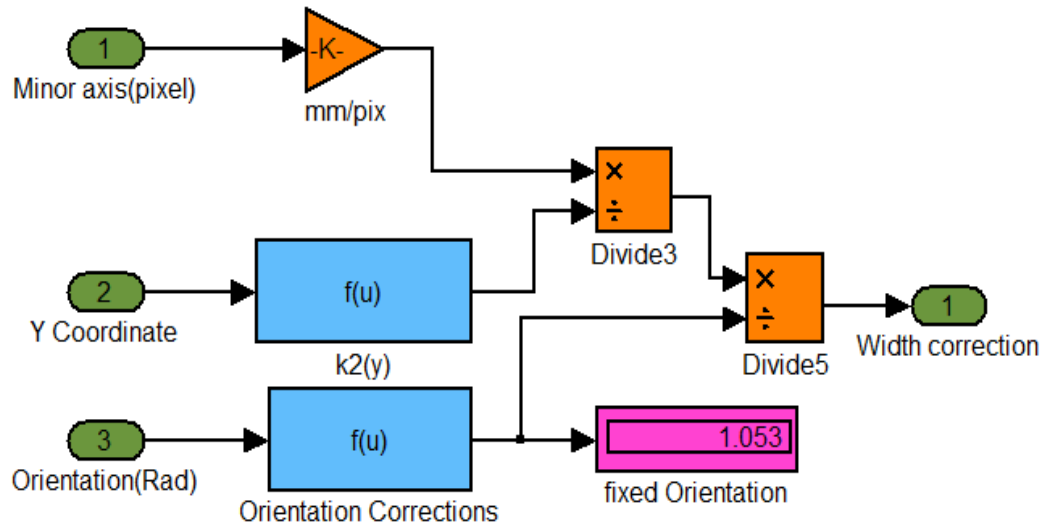 1
Minor axis(pixel)
-K-
mm/pix
×
÷
Divide3
2
Y Coordinate
f(u)
k2(y)
×
÷
Divide5
1
Width correction
3
Orientation(Rad)
f(u)
Orientation Corrections
1.053
fixed Orientation